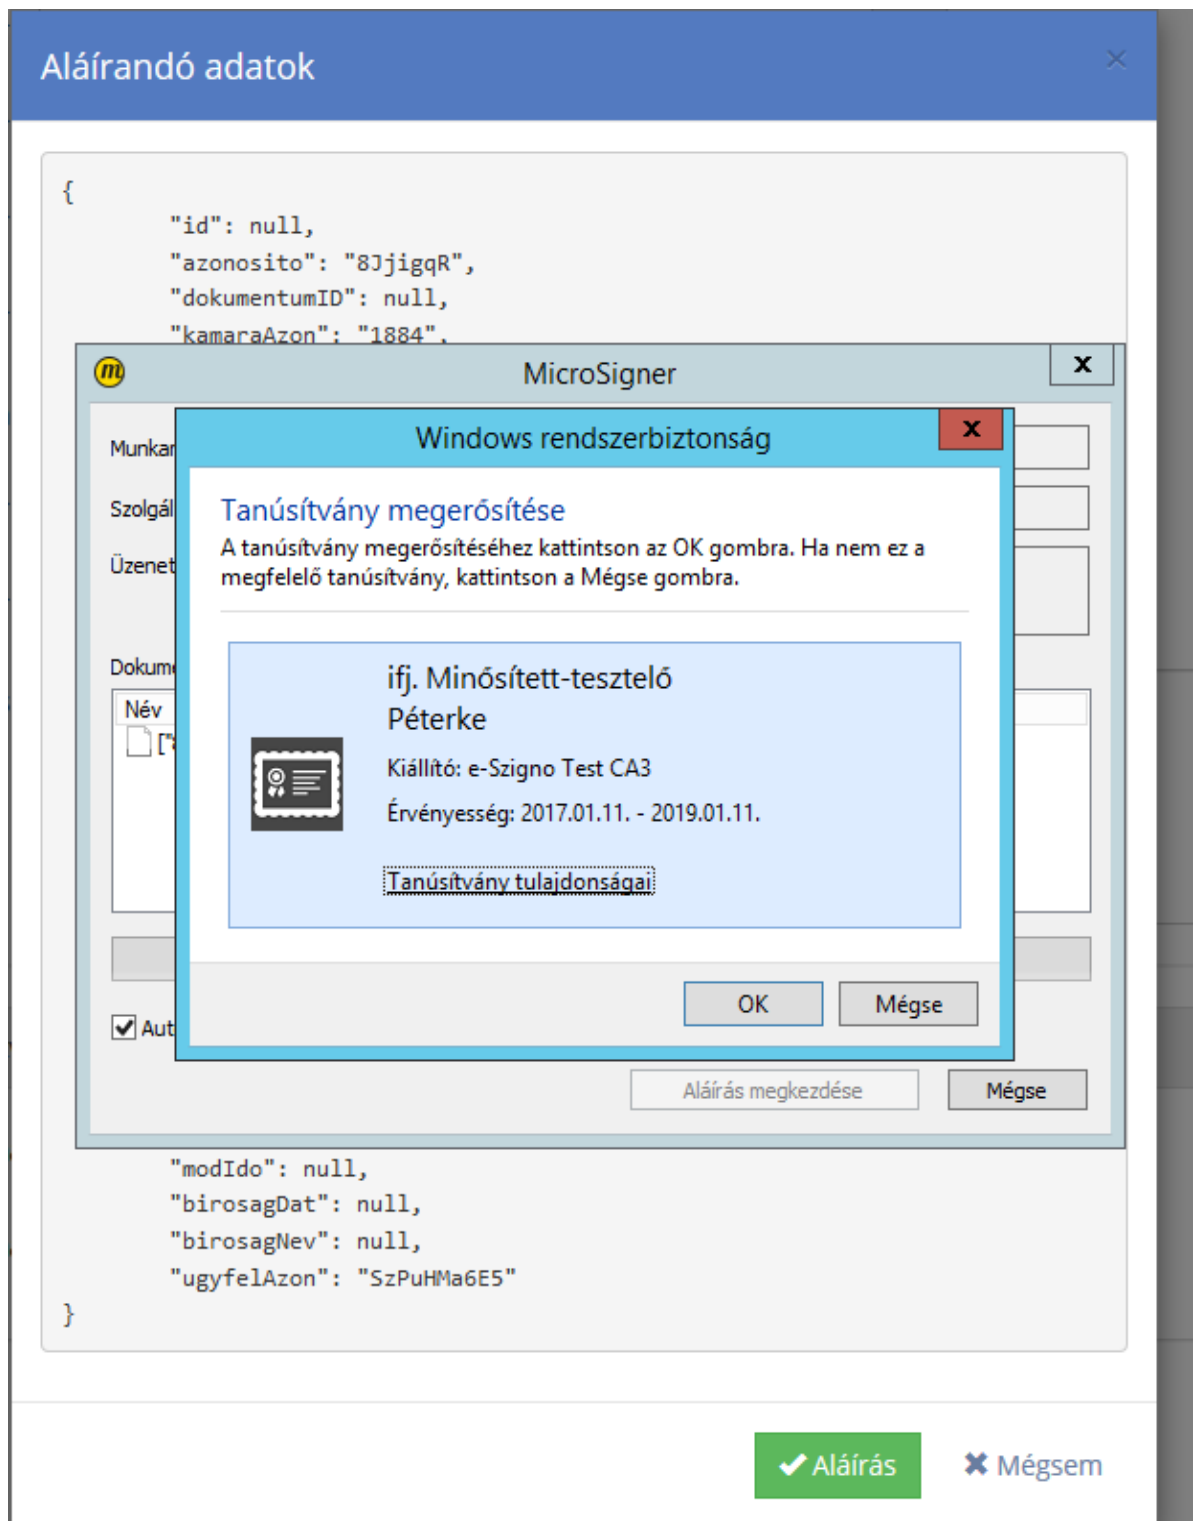 Aláírandó adatok
{
"id": null,
"azonosito": "8JjigqR",
"dokumentumID": null,
"kamaraAzon": "1884",
MicroSigner
x
Windows rendszerbiztonság
x
Tanúsítvány megerősítése
A tanúsítvány megerősítéséhez kattintson az OK gombra. Ha nem ez a
megfelelő tanúsítvány, kattintson a Mégse gombra.
Üzenet
Név
ifj. Minősített-tesztelő
Péterke
Kiállító: e-Szigno Test CA3
Érvényesség: 2017.01.11. - 2019.01.11.
Tanúsítvány tulajdonságai
OK
Mégse
Aut
Aláírás megkezdése
Mégse
"modIdo": null,
"birosagDat": null,
"birosagNev": null,
"ugyfelAzon": "SzPuHMa6E5"
}
Aláírás
Mégsem